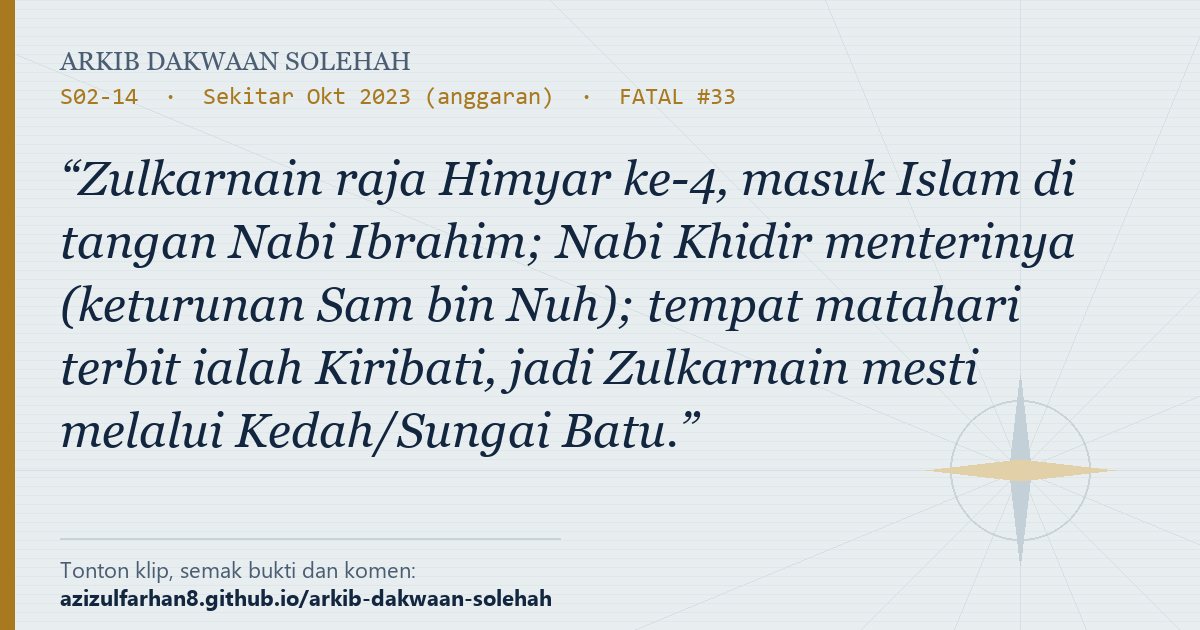 ARKIB DAKWAAN SOLEHAH
S02-14 · Sekitar Okt 2023 (anggaran) · FATAL #33
“Zulkarnain raja Himyar ke-4, masuk Islam di
tangan Nabi Ibrahim; Nabi Khidir menterinya
(keturunan Sam bin Nuh); tempat matahari
terbit ialah Kiribati, jadi Zulkarnain mesti
melalui Kedah/Sungai Batu.”
Tonton klip, semak bukti dan komen:
azizulfarhan8.github.io/arkib-dakwaan-solehah